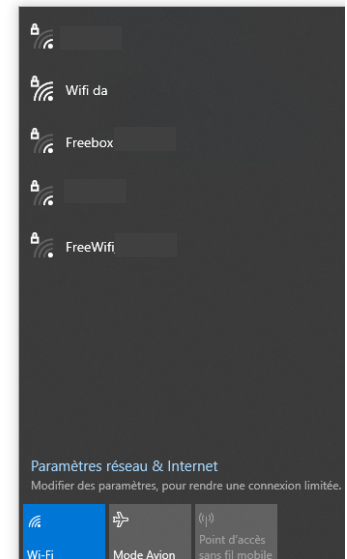 Wifi da
Freebox
FreeWifi
Paramètres réseau & Internet
Modifier des paramètres, pour rendre une connexion limitée.
Wi-Fi
Mode Avion
Point d'accès
sans fil mobile